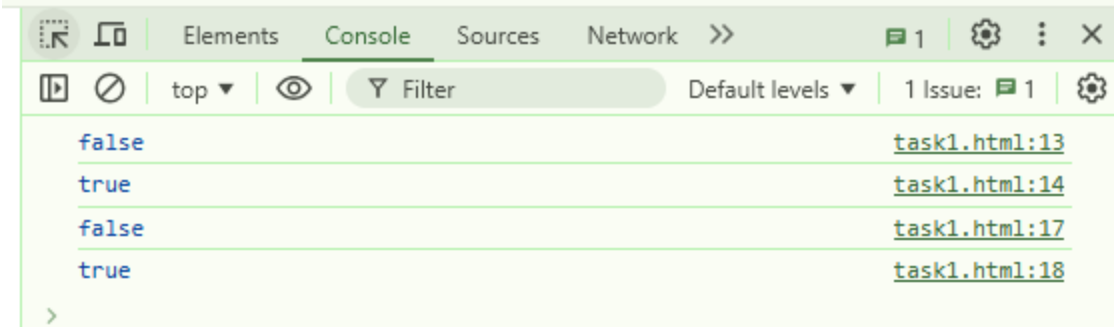 Elements Console Sources Network 1
top Filter Default levels 1 Issue: 1
false task1.html:13
true task1.html:14
false task1.html:17
true task1.html:18